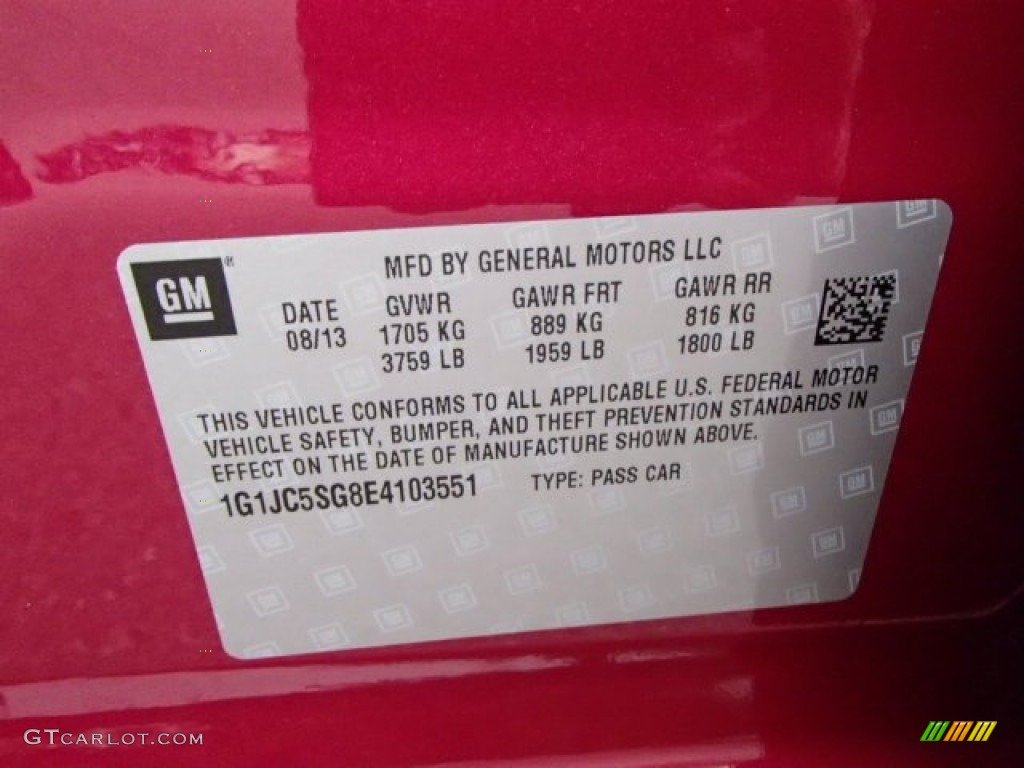 GM®
MFD BY GENERAL MOTORS LLC
DATE GVWR GAWR FRT GAWR RR
08/13 1705 KG 889 KG 816 KG
3759 LB 1959 LB 1800 LB
THIS VEHICLE CONFORMS TO ALL APPLICABLE U.S. FEDERAL MOTOR
VEHICLE SAFETY, BUMPER, AND THEFT PREVENTION STANDARDS IN
EFFECT ON THE DATE OF MANUFACTURE SHOWN ABOVE.
1G1JC5SG8E4103551 TYPE: PASS CAR
GTCARLOT.COM